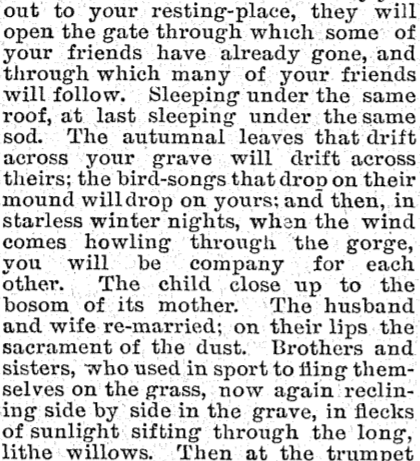 out to your resting-place, they will
open the gate through which some of
your friends have already gone, and
through which many of your friends
will follow. Sleeping under the same
roof, at last sleeping under the same
sod. The autumnal leaves that drift
across your grave will drift across
theirs; the bird-songs that drop on their
mound will drop on yours; and then, in
starless winter nights, when the wind
comes howling through the gorge,
you will be company for each
other. The child close up to the
bosom of its mother. The husband
and wife re-married; on their lips the
sacrament of the dust. Brothers and
sisters, who used in sport to fling them-
selves on the grass, now again reclin-
ing side by side in the grave, in flecks
of sunlight sifting through the long,
lithe willows. Then at the trumpet